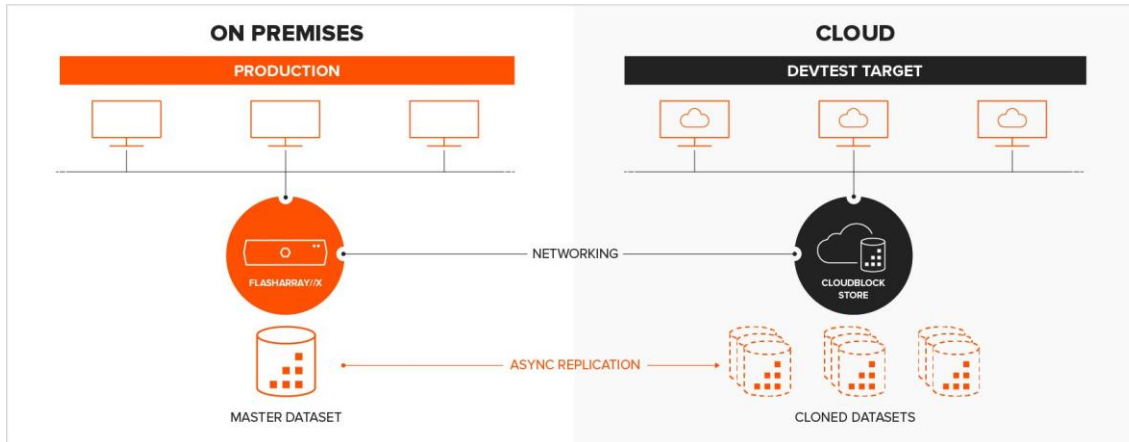 ON PREMISES
CLOUD
PRODUCTION
DEVTEST TARGET
NETWORKING
FLASHARRAY//X
CLOUDBLOCK
STORE
ASYNC REPLICATION
MASTER DATASET
CLONED DATASETS